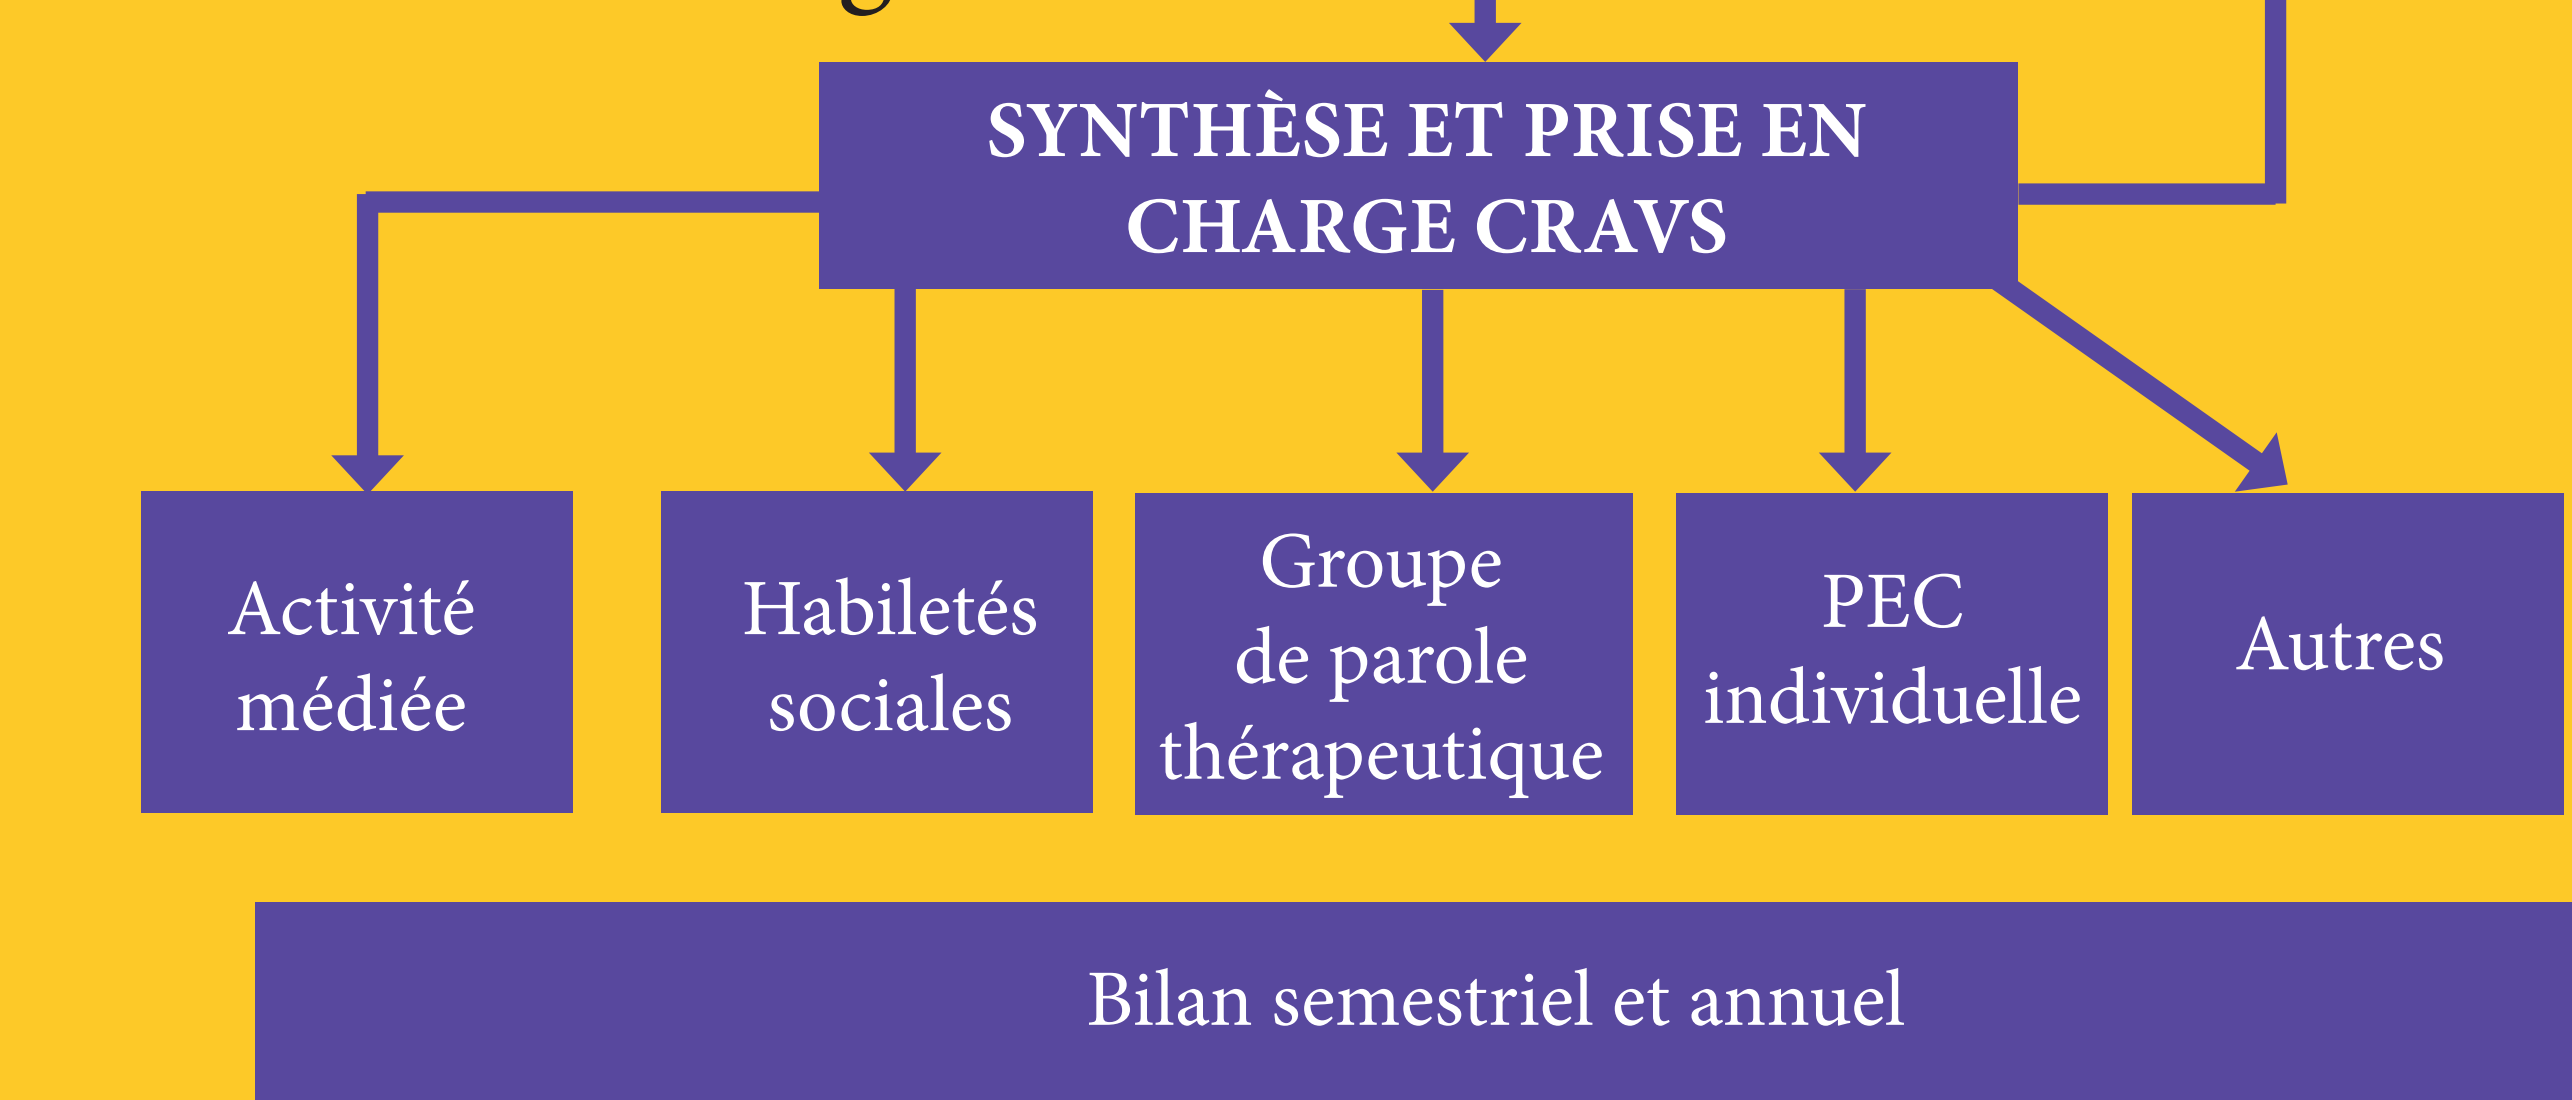 SYNTHÈSE ET PRISE EN
CHARGE CRAVS
Activité
médiée
Habiletés
sociales
Groupe
de parole
thérapeutique
PEC
individuelle
Autres
Bilan semestriel et annuel